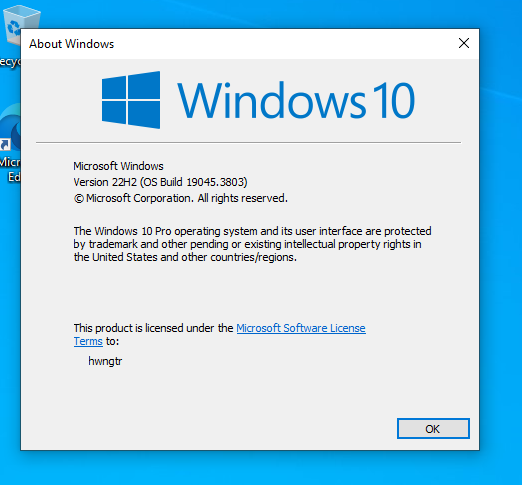 ecyc
About Windows
Windows 10
Micr
Ed
Microsoft Windows
Version 22H2 (OS Build 19045.3803)
© Microsoft Corporation. All rights reserved.
The Windows 10 Pro operating system and its user interface are protected
by trademark and other pending or existing intellectual property rights in
the United States and other countries/regions.
This product is licensed under the Microsoft Software License
Terms to:
hwngtr
OK